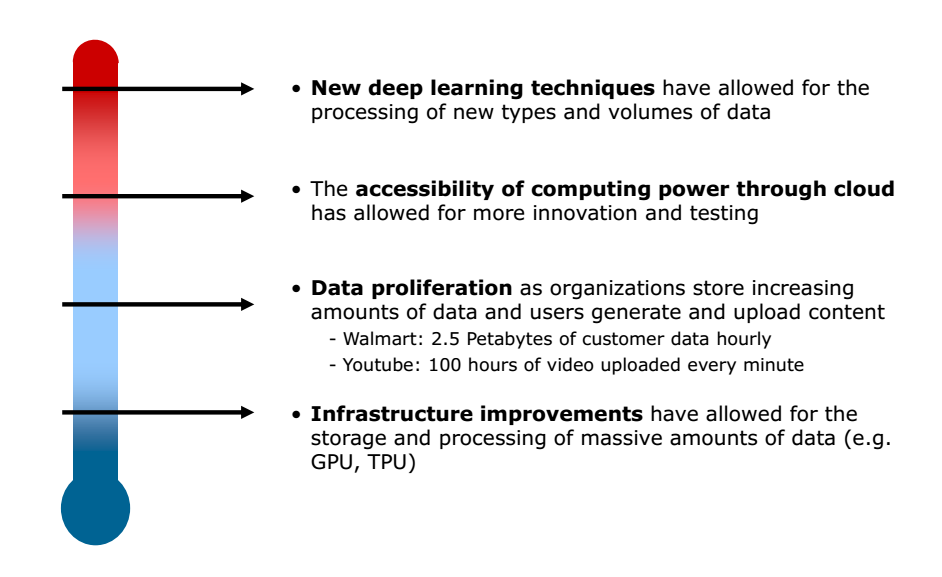 • New deep learning techniques have allowed for the
processing of new types and volumes of data
• The accessibility of computing power through cloud
has allowed for more innovation and testing
• Data proliferation as organizations store increasing
amounts of data and users generate and upload content
- Walmart: 2.5 Petabytes of customer data hourly
- Youtube: 100 hours of video uploaded every minute
• Infrastructure improvements have allowed for the
storage and processing of massive amounts of data (e.g.
GPU, TPU)